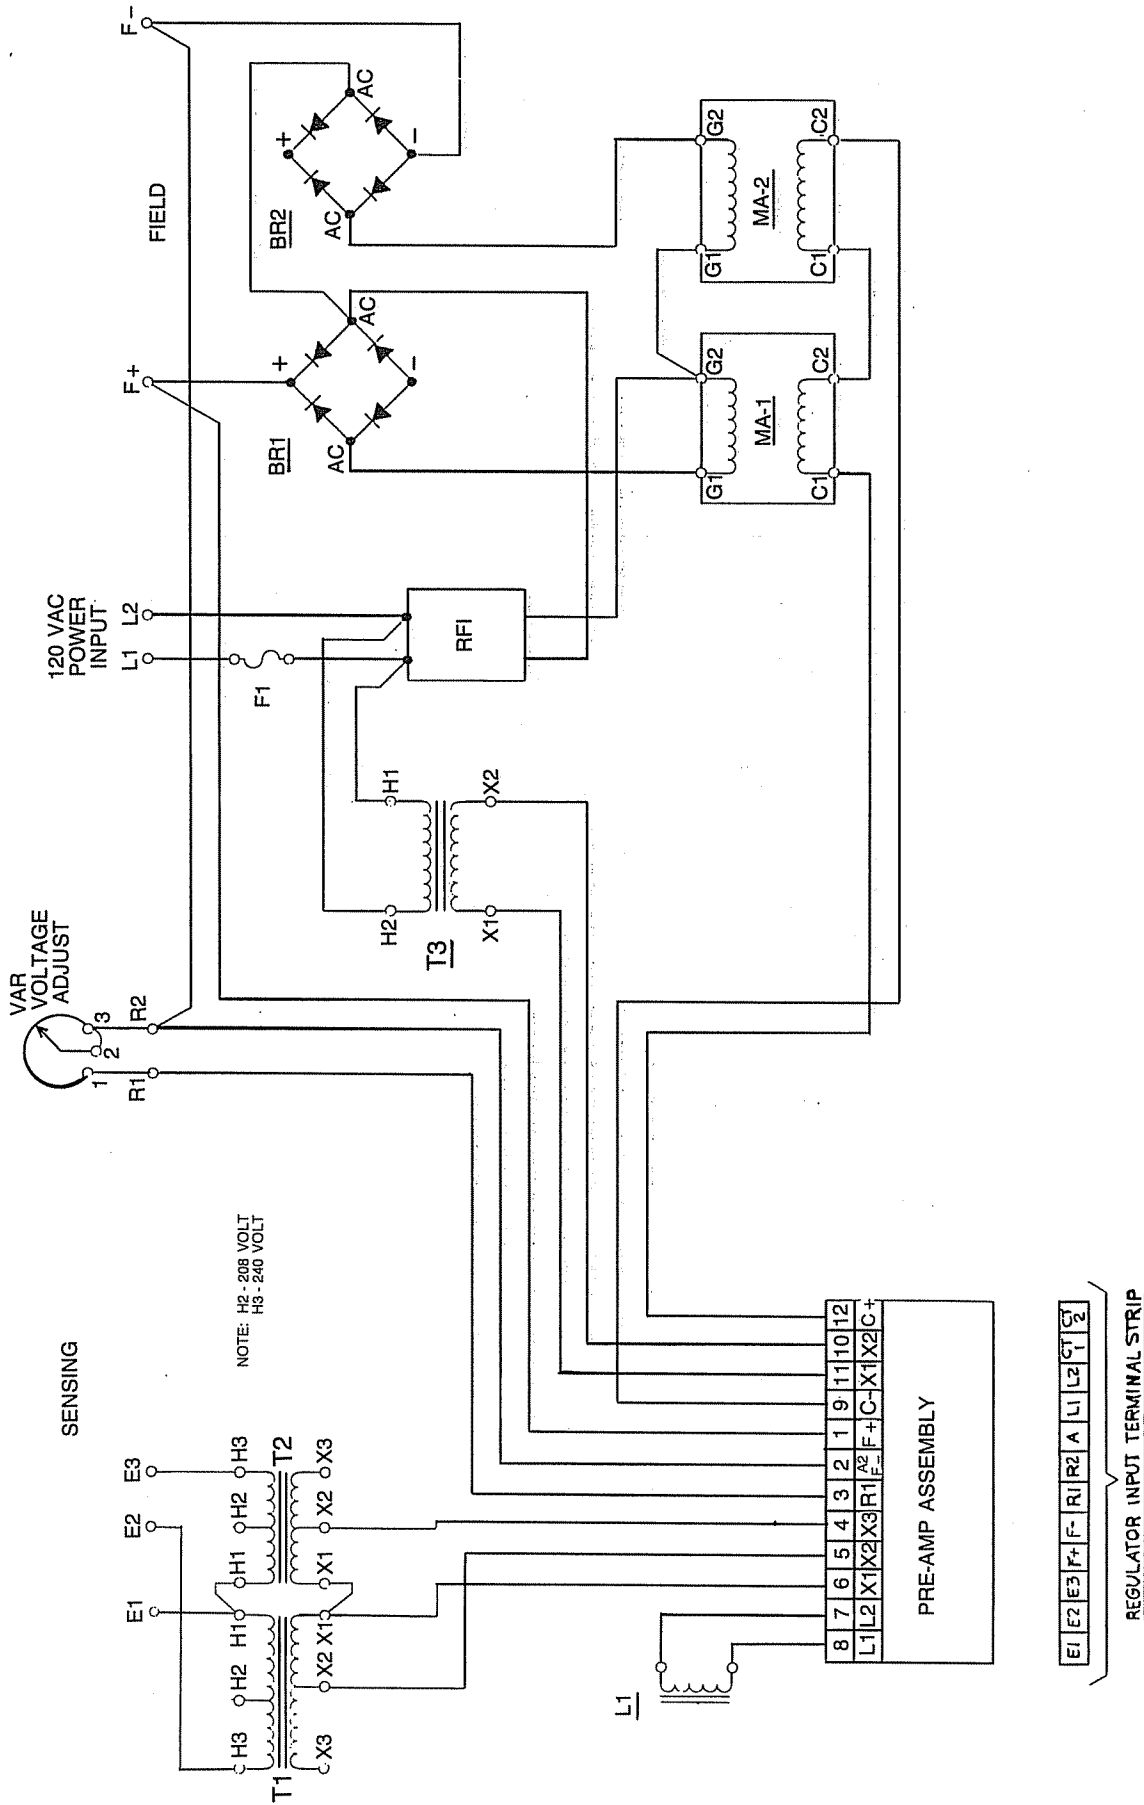 VAR
VOLTAGE
ADJUST
1
2
3
R1
R2
120 VAC
POWER
INPUT
L1
L2
F1
FIELD
F+
F-
SENSING
E1
E2
E3
NOTE: H2 - 208 VOLT
H3 - 240 VOLT
H3
H2
H1
H1
H2
H3
T1
T2
X3
X2
X1
X1
X2
X3
H2
H1
T3
X1
X2
RFI
BR1
AC
+
-
AC
BR2
AC
+
-
AC
G1
G2
MA-1
C1
C2
G1
G2
MA-2
C1
C2
L1
8 7 6 5 4 3 2 1 9 11 10 12
L1 L2 X1 X2 X3 R1 A2 F- F+ C- X1 X2 C+
PRE-AMP ASSEMBLY
E1 E2 E3 F+ F- R1 R2 A L1 L2 CT 1 CT 2
REGULATOR INPUT TERMINAL STRIP